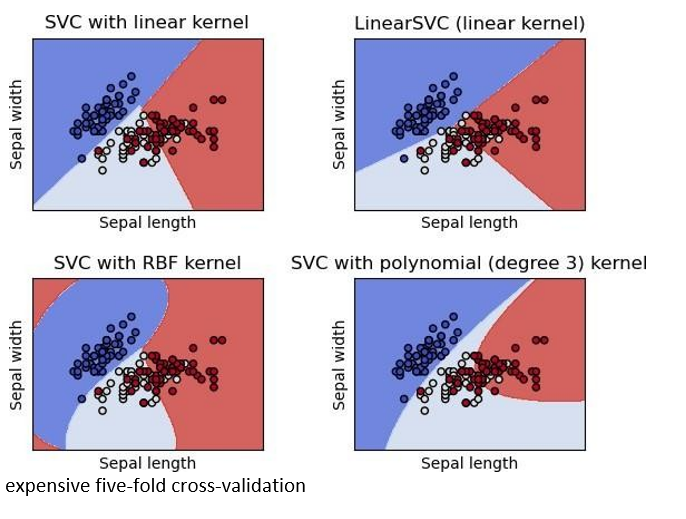 SVC with linear kernel
LinearSVC (linear kernel)
Sepal width
Sepal width
Sepal length
Sepal length
SVC with RBF kernel
SVC with polynomial (degree 3) kernel
Sepal width
Sepal width
Sepal length
Sepal length
expensive five-fold cross-validation